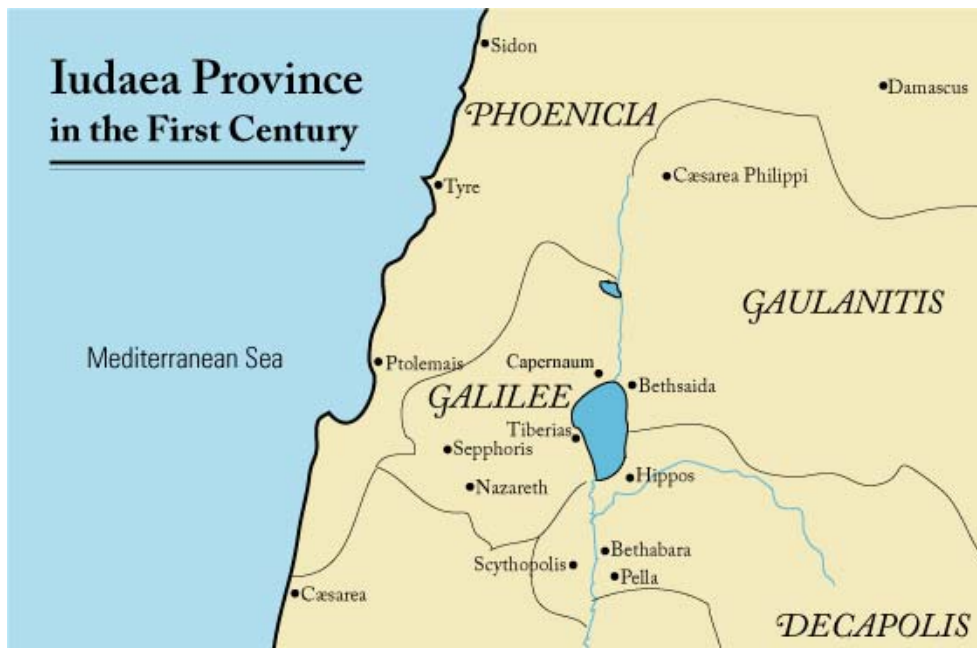 Iudaea Province
in the First Century
Sidon
Damascus
PHOENICIA
Cæsarea Philippi
Tyre
GAULANITIS
Mediterranean Sea
Ptolemais
Capernaum
Bethsaida
GALILEE
Tiberias
Sepphoris
Hippos
Nazareth
Bethabara
Scythopolis
Pella
Cæsarea
DECAPOLIS